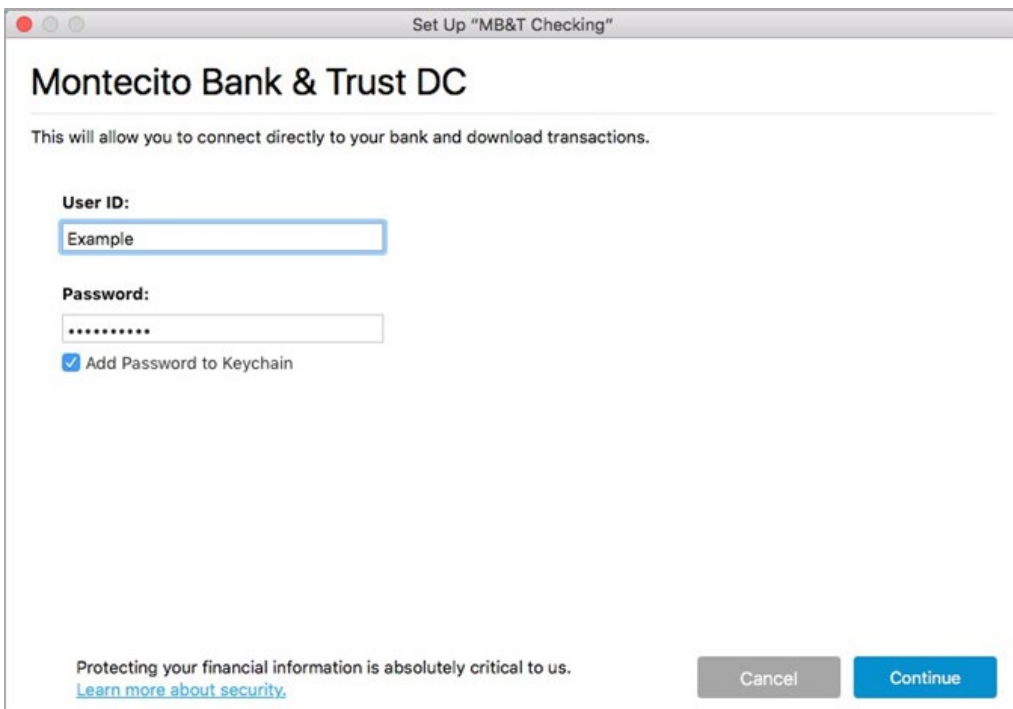 Set Up "MB&T Checking"
Montecito Bank & Trust DC
This will allow you to connect directly to your bank and download transactions.
User ID:
Example
Password:
••••••••••
Add Password to Keychain
Protecting your financial information is absolutely critical to us.
Learn more about security.
Cancel
Continue